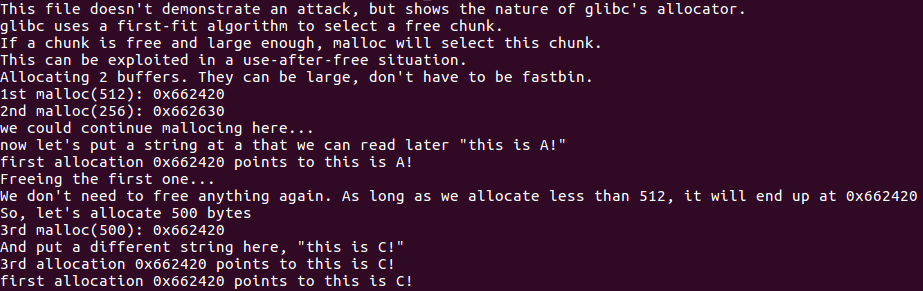 This file doesn't demonstrate an attack, but shows the nature of glibc's allocator.
glibc uses a first-fit algorithm to select a free chunk.
If a chunk is free and large enough, malloc will select this chunk.
This can be exploited in a use-after-free situation.
Allocating 2 buffers. They can be large, don't have to be fastbin.
1st malloc(512): 0x662420
2nd malloc(256): 0x662630
we could continue mallocing here...
now let's put a string at a that we can read later "this is A!"
first allocation 0x662420 points to this is A!
Freeing the first one...
We don't need to free anything again. As long as we allocate less than 512, it will end up at 0x662420
So, let's allocate 500 bytes
3rd malloc(500): 0x662420
And put a different string here, "this is C!"
3rd allocation 0x662420 points to this is C!
first allocation 0x662420 points to this is C!